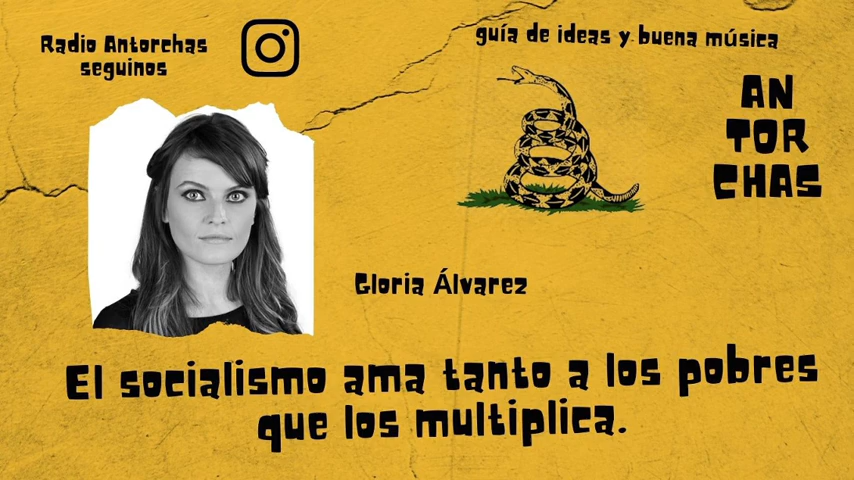 Radio Antorchas
seguinos
guía de ideas y buena música
AN
TOR
CHAS
Gloria Álvarez
El socialismo ama tanto a los pobres
que los multiplica.